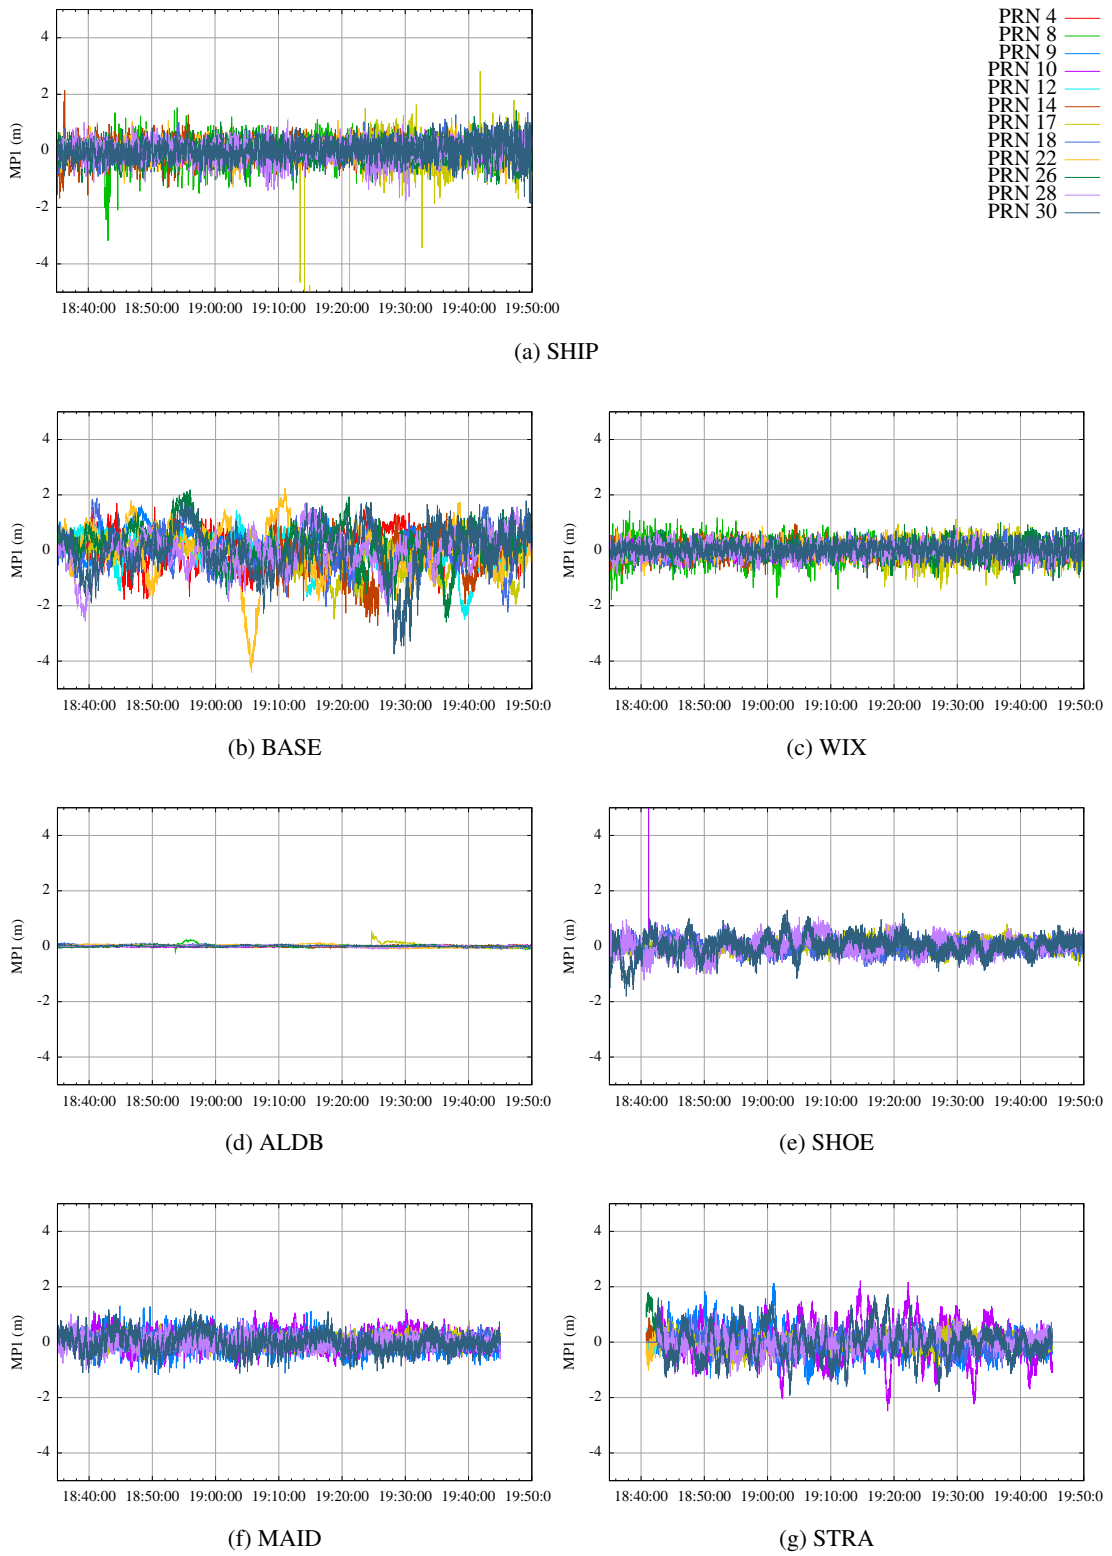 PRN 4
PRN 8
PRN 9
PRN 10
PRN 12
PRN 14
PRN 17
PRN 18
PRN 22
PRN 26
PRN 28
PRN 30
MP1 (m)
4
2
0
-2
-4
18:40:00 18:50:00 19:00:00 19:10:00 19:20:00 19:30:00 19:40:00 19:50:00
(a) SHIP
MP1 (m)
4
2
0
-2
-4
18:40:00 18:50:00 19:00:00 19:10:00 19:20:00 19:30:00 19:40:00 19:50:0
(b) BASE
MP1 (m)
4
2
0
-2
-4
18:40:00 18:50:00 19:00:00 19:10:00 19:20:00 19:30:00 19:40:00 19:50:0
(c) WIX
MP1 (m)
4
2
0
-2
-4
18:40:00 18:50:00 19:00:00 19:10:00 19:20:00 19:30:00 19:40:00 19:50:0
(d) ALDB
MP1 (m)
4
2
0
-2
-4
18:40:00 18:50:00 19:00:00 19:10:00 19:20:00 19:30:00 19:40:00 19:50:0
(e) SHOE
MP1 (m)
4
2
0
-2
-4
18:40:00 18:50:00 19:00:00 19:10:00 19:20:00 19:30:00 19:40:00 19:50:0
(f) MAID
MP1 (m)
4
2
0
-2
-4
18:40:00 18:50:00 19:00:00 19:10:00 19:20:00 19:30:00 19:40:00 19:50:0
(g) STRA